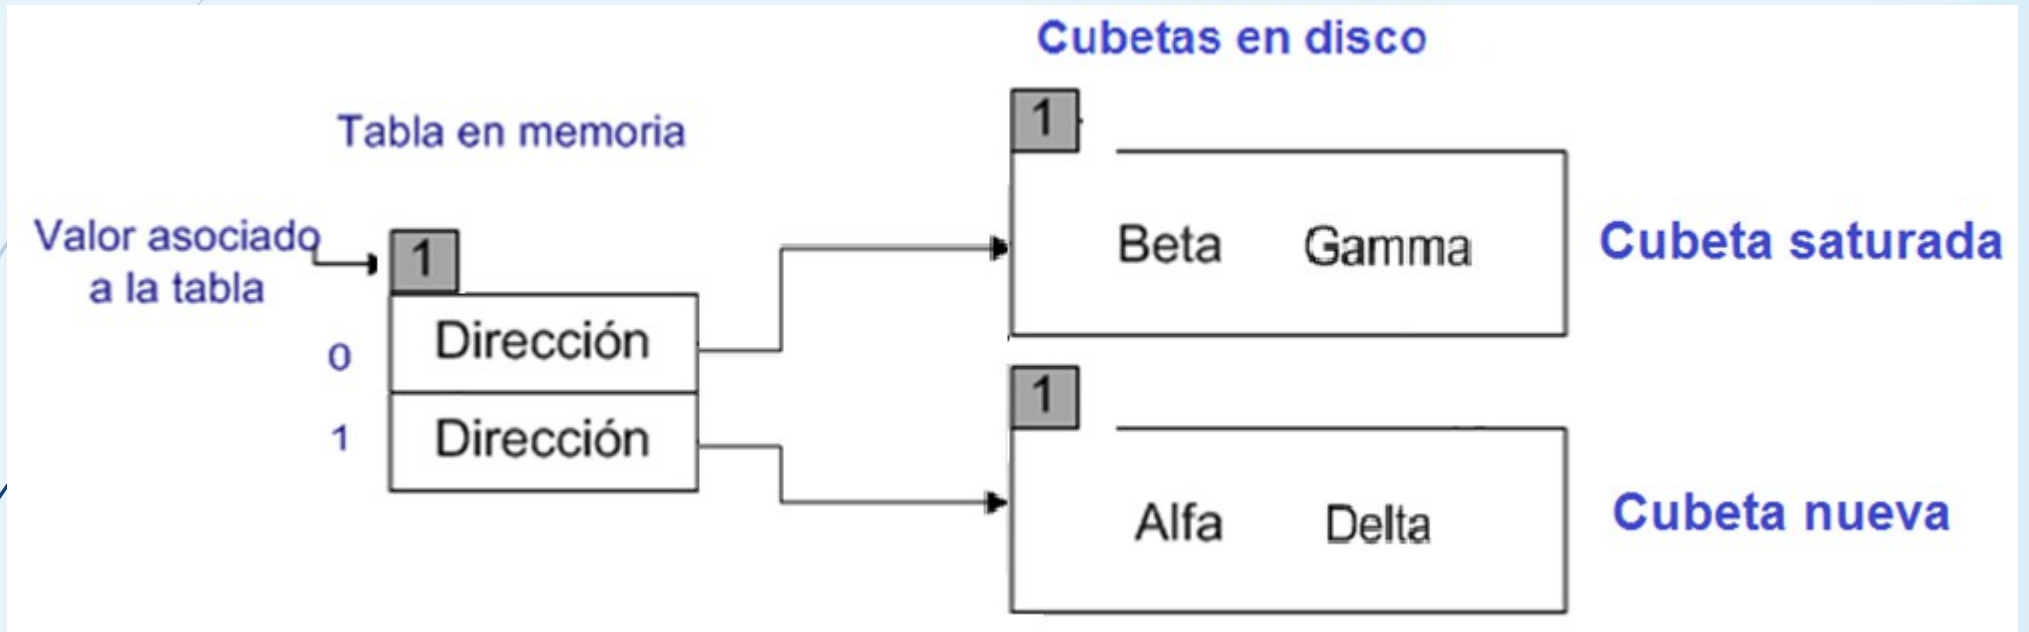 Cubetas en disco
Tabla en memoria
1
Valor asociado
a la tabla
1
0
Dirección
1
Dirección
Beta Gamma
Cubeta saturada
1
Alfa Delta
Cubeta nueva